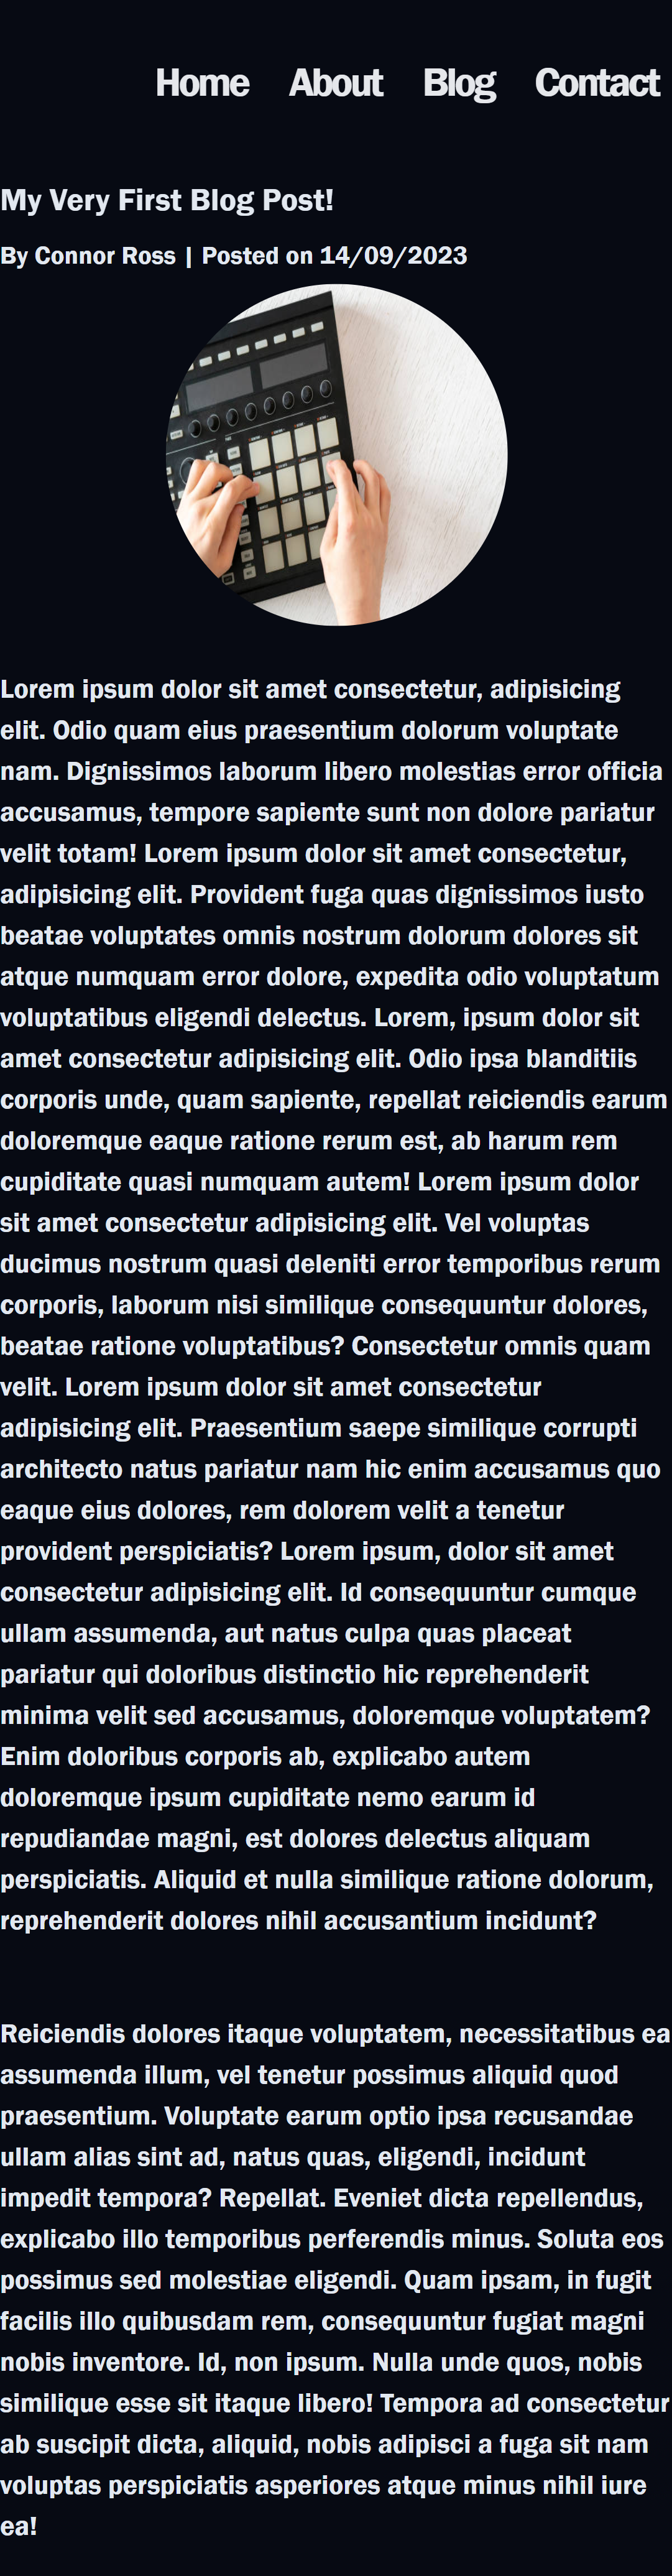 Home About Blog Contact
My Very First Blog Post!
By Connor Ross | Posted on 14/09/2023
Lorem ipsum dolor sit amet consectetur, adipisicing
elit. Odio quam eius praesentium dolorum voluptate
nam. Dignissimos laborum libero molestias error officia
accusamus, tempore sapiente sunt non dolore pariatur
velit totam! Lorem ipsum dolor sit amet consectetur,
adipisicing elit. Provident fuga quas dignissimos iusto
beatae voluptates omnis nostrum dolorum dolores sit
atque numquam error dolore, expedita odio voluptatum
voluptatibus eligendi delectus. Lorem, ipsum dolor sit
amet consectetur adipisicing elit. Odio ipsa blanditiis
corporis unde, quam sapiente, repellat reiciendis earum
doloremque eaque ratione rerum est, ab harum rem
cupiditate quasi numquam autem! Lorem ipsum dolor
sit amet consectetur adipisicing elit. Vel voluptas
ducimus nostrum quasi deleniti error temporibus rerum
corporis, laborum nisi similique consequuntur dolores,
beatae ratione voluptatibus? Consectetur omnis quam
velit. Lorem ipsum dolor sit amet consectetur
adipisicing elit. Praesentium saepe similique corrupti
architecto natus pariatur nam hic enim accusamus quo
eaque eius dolores, rem dolorem velit a tenetur
provident perspiciatis? Lorem ipsum, dolor sit amet
consectetur adipisicing elit. Id consequuntur cumque
ullam assumenda, aut natus culpa quas placeat
pariatur qui doloribus distinctio hic reprehenderit
minima velit sed accusamus, doloremque voluptatem?
Enim doloribus corporis ab, explicabo autem
doloremque ipsum cupiditate nemo earum id
repudiandae magni, est dolores delectus aliquam
perspiciatis. Aliquid et nulla similique ratione dolorum,
reprehenderit dolores nihil accusantium incidunt?
Reiciendis dolores itaque voluptatem, necessitatibus ea
assumenda illum, vel tenetur possimus aliquid quod
praesentium. Voluptate earum optio ipsa recusandae
ullam alias sint ad, natus quas, eligendi, incidunt
impedit tempora? Repellat. Eveniet dicta repellendus,
explicabo illo temporibus perferendis minus. Soluta eos
possimus sed molestiae eligendi. Quam ipsam, in fugit
facilis illo quibusdam rem, consequuntur fugiat magni
nobis inventore. Id, non ipsum. Nulla unde quos, nobis
similique esse sit itaque libero! Tempora ad consectetur
ab suscipit dicta, aliquid, nobis adipisci a fuga sit nam
voluptas perspiciatis asperiores atque minus nihil iure
ea!